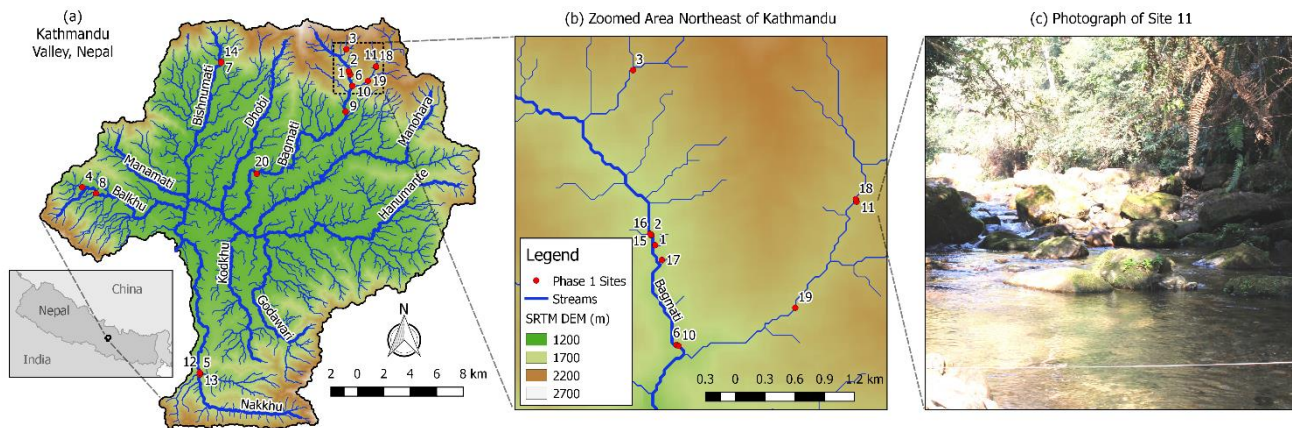 (a)
Kathmandu
Valley, Nepal
3
2
11 18
1
6
19
10
9
14
7
Bishnumati
Dhobi
Bagmati
Manohara
20
Manamati
4
8
Balkhu
Hanumante
Kodkhu
Godawari
China
Nepal
India
N
12 5
13
Nakkhu
2 0 2 4 6 8 km
(b) Zoomed Area Northeast of Kathmandu
3
18
11
16 2
15 1
17
Bagmati
19
6 10
Legend
Phase 1 Sites
Streams
SRTM DEM (m)
1200
1700
2200
2700
0.3 0 0.3 0.6 0.9 1.2 km
(c) Photograph of Site 11